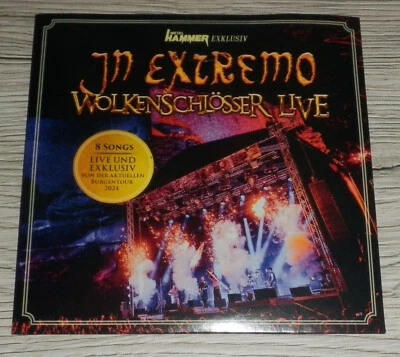 METAL HAMMER EXKLUSIV
IN EXTREMO
WOLKENSCHLÖSSER LIVE
8 SONGS
LIVE UND
EXKLUSIV
VON DER AKTUELLEN
BURGENTOUR
2024